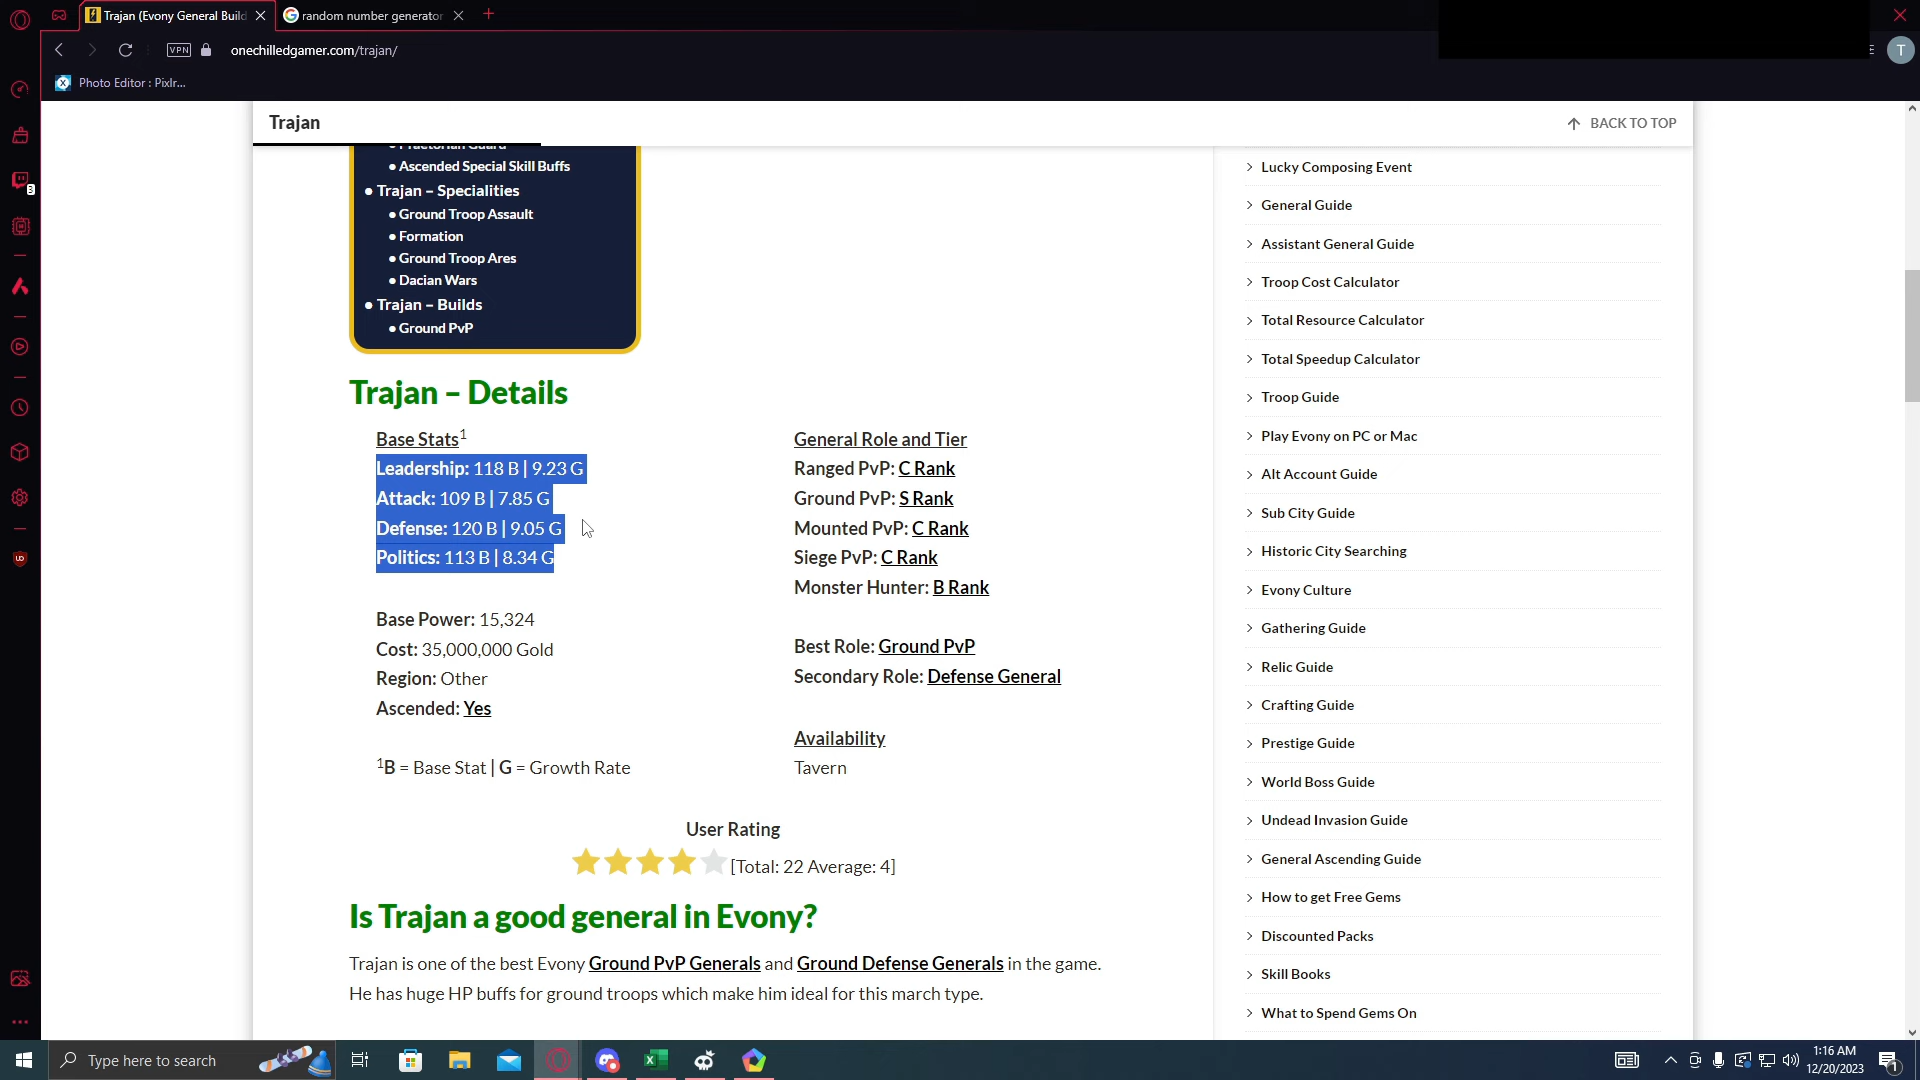 Trajan (Evony General Build
random number generator
VPN
onechilledgamer.com/trajan/
T
Photo Editor : Pixlr...
3
Trajan
BACK TO TOP
Praetorian Guard
Ascended Special Skill Buffs
Trajan – Specialities
Ground Troop Assault
Formation
Ground Troop Ares
Dacian Wars
Trajan – Builds
Ground PvP
Trajan – Details
Base Stats1
Leadership: 118 B | 9.23 G
Attack: 109 B | 7.85 G
Defense: 120 B | 9.05 G
Politics: 113 B | 8.34 G
Base Power: 15,324
Cost: 35,000,000 Gold
Region: Other
Ascended: Yes
1B = Base Stat | G = Growth Rate
General Role and Tier
Ranged PvP: C Rank
Ground PvP: S Rank
Mounted PvP: C Rank
Siege PvP: C Rank
Monster Hunter: B Rank
Best Role: Ground PvP
Secondary Role: Defense General
Availability
Tavern
User Rating
[Total: 22 Average: 4]
Is Trajan a good general in Evony?
Trajan is one of the best Evony Ground PvP Generals and Ground Defense Generals in the game.
He has huge HP buffs for ground troops which make him ideal for this march type.
Lucky Composing Event
General Guide
Assistant General Guide
Troop Cost Calculator
Total Resource Calculator
Total Speedup Calculator
Troop Guide
Play Evony on PC or Mac
Alt Account Guide
Sub City Guide
Historic City Searching
Evony Culture
Gathering Guide
Relic Guide
Crafting Guide
Prestige Guide
World Boss Guide
Undead Invasion Guide
General Ascending Guide
How to get Free Gems
Discounted Packs
Skill Books
What to Spend Gems On
Type here to search
1:16 AM
12/20/2023
1